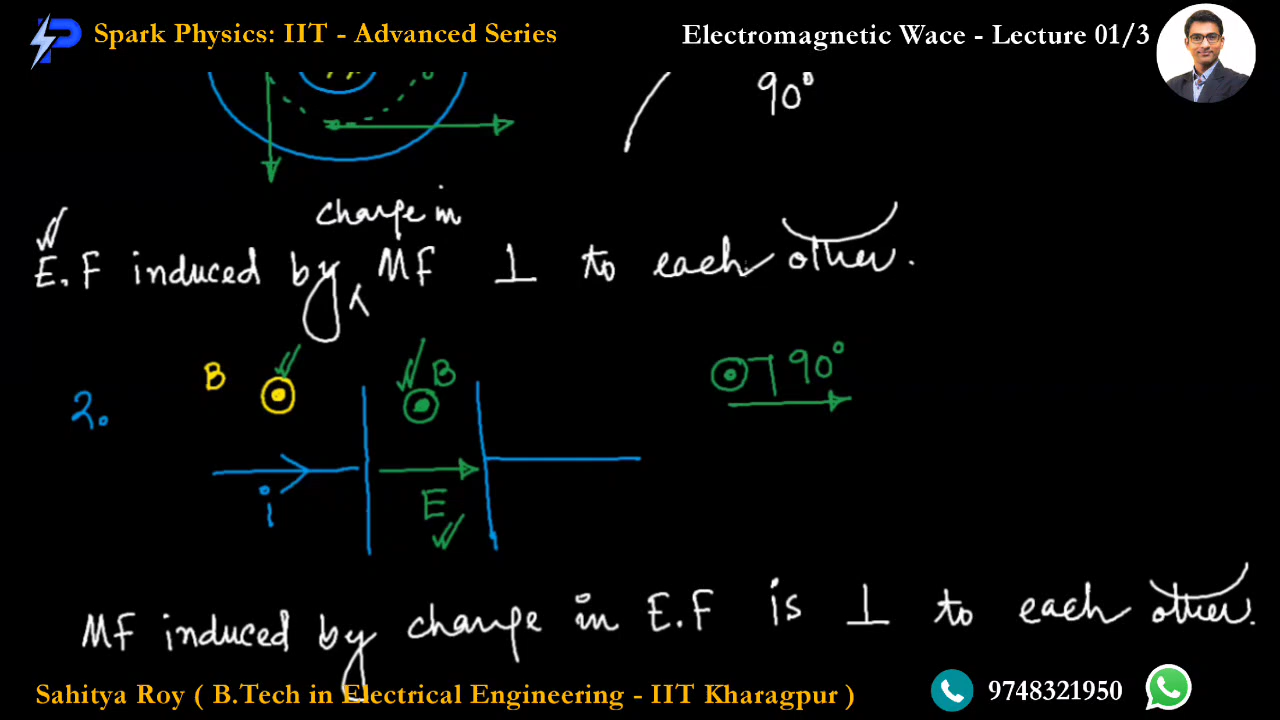 Spark Physics: IIT - Advanced Series
Electromagnetic Wace - Lecture 01/3
90°
change in
E.F induced by MF ⊥ to each other.
B
B
90°
2.
i
E
MF induced by change in E.F is ⊥ to each other.
Sahitya Roy ( B.Tech in Electrical Engineering - IIT Kharagpur )
9748321950